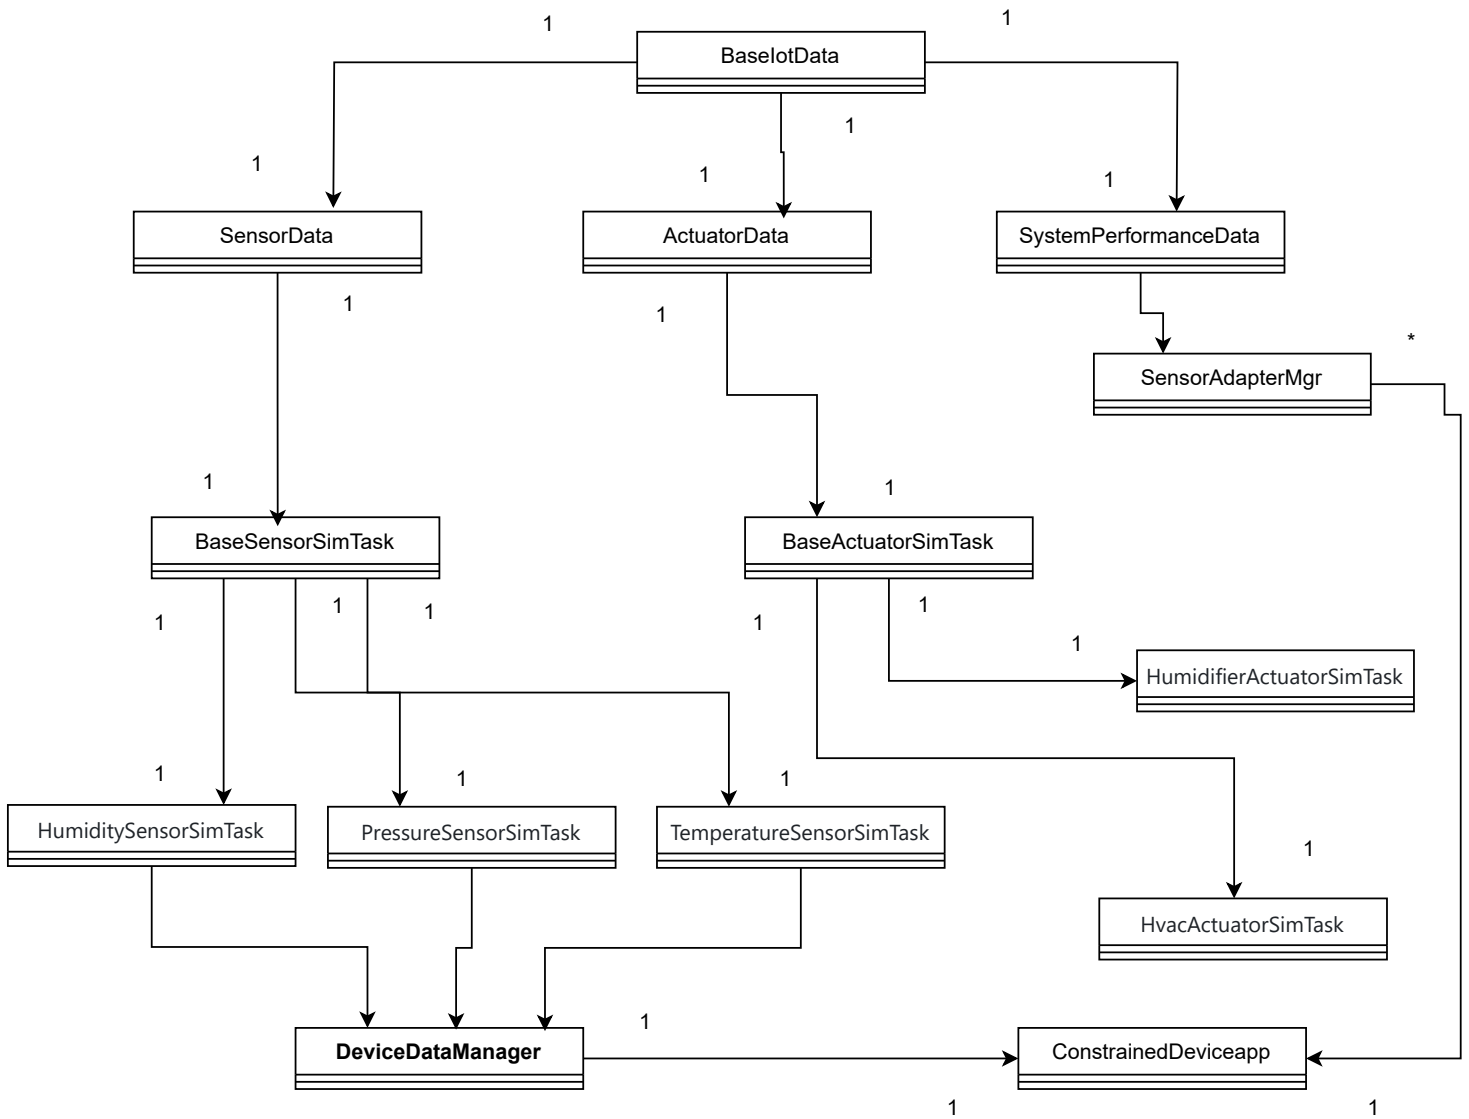 1
1
BaseIotData
1
1
1
1
SensorData
ActuatorData
SystemPerformanceData
1
1
*
SensorAdapterMgr
1
1
BaseSensorSimTask
BaseActuatorSimTask
1
1
1
1
1
1
HumidifierActuatorSimTask
1
1
1
HumiditySensorSimTask
PressureSensorSimTask
TemperatureSensorSimTask
1
HvacActuatorSimTask
1
DeviceDataManager
ConstrainedDeviceapp
1
1